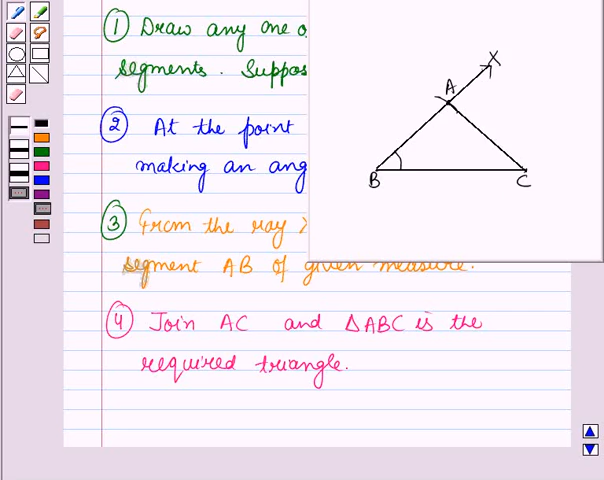 ① Draw any one o
segments. Suppos
② At the point
making an ang
③ From the ray
segment AB of given measure.
④ Join AC and △ABC is the
required triangle.
X
A
B
C